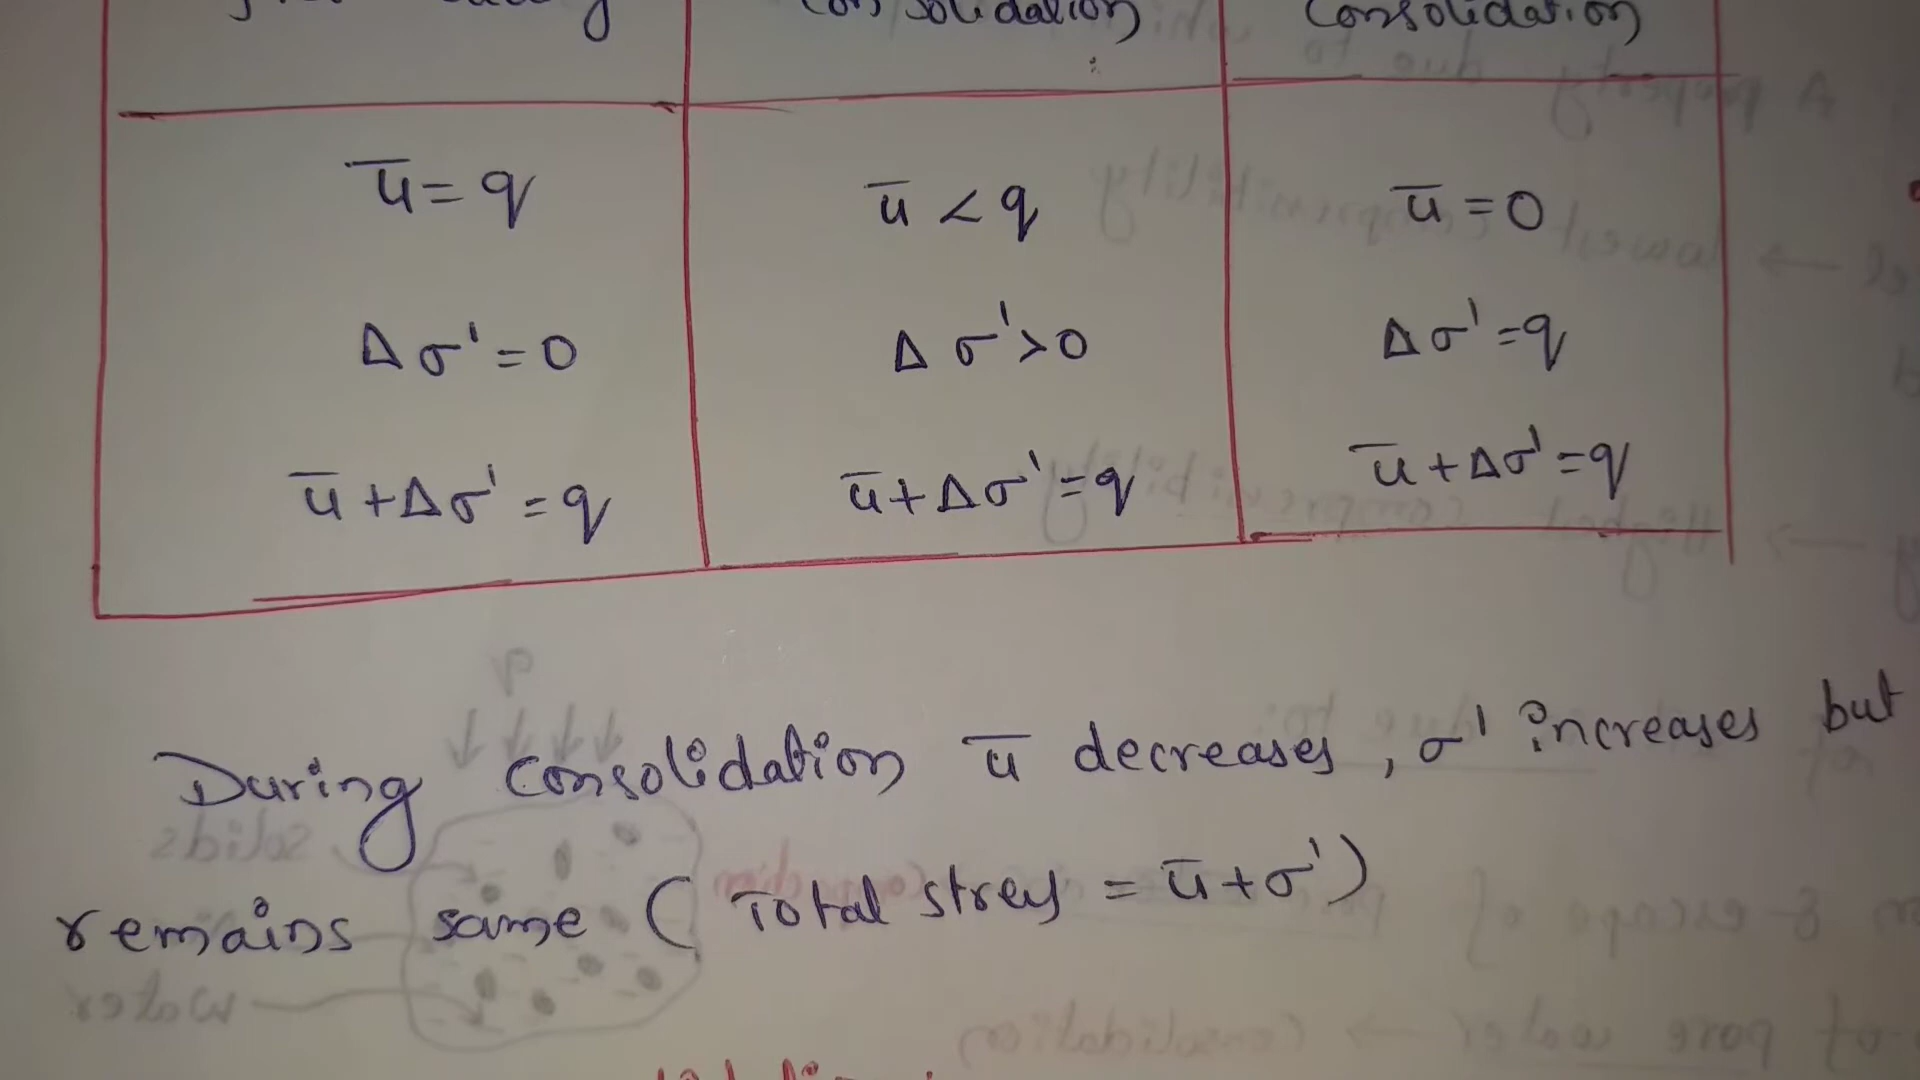 consolidation consolidation
u̅ = q u̅ < q u̅ = 0
Δσ' = 0 Δσ' > 0 Δσ' = q
u̅ + Δσ' = q u̅ + Δσ' = q u̅ + Δσ' = q
During consolidation u̅ decreases, σ' increases but
remains same ( Total stress = u̅ + σ')